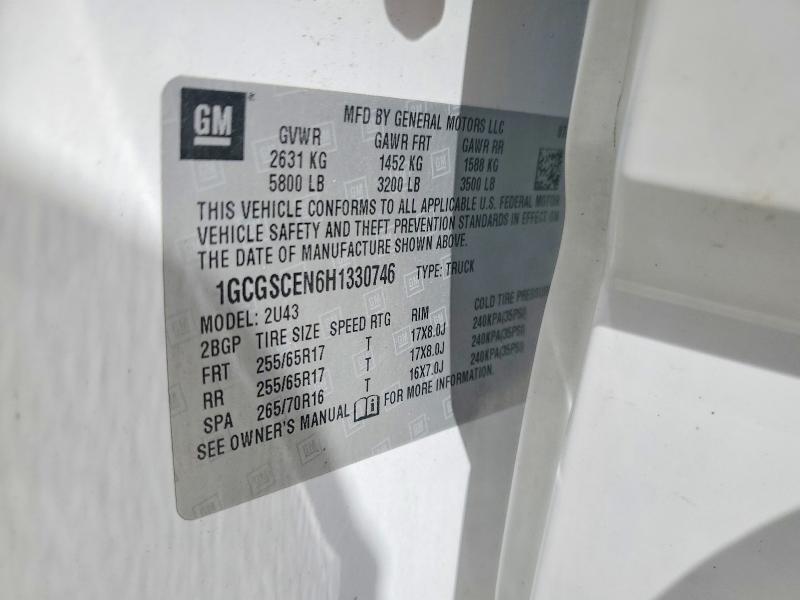 GM
MFD BY GENERAL MOTORS LLC 07
GVWR GAWR FRT GAWR RR
2631 KG 1452 KG 1588 KG
5800 LB 3200 LB 3500 LB
THIS VEHICLE CONFORMS TO ALL APPLICABLE U.S. FEDERAL MOTOR
VEHICLE SAFETY AND THEFT PREVENTION STANDARDS IN EFFECT ON
THE DATE OF MANUFACTURE SHOWN ABOVE.
1GCGSCEN6H1330746 TYPE: TRUCK
MODEL: 2U43
2BGP TIRE SIZE SPEED RTG RIM COLD TIRE PRESSURE
FRT 255/65R17 T 17X8.0J 240KPA(35PSI)
RR 255/65R17 T 17X8.0J 240KPA(35PSI)
SPA 265/70R16 T 16X7.0J 240KPA(35PSI)
SEE OWNER'S MANUAL FOR MORE INFORMATION.